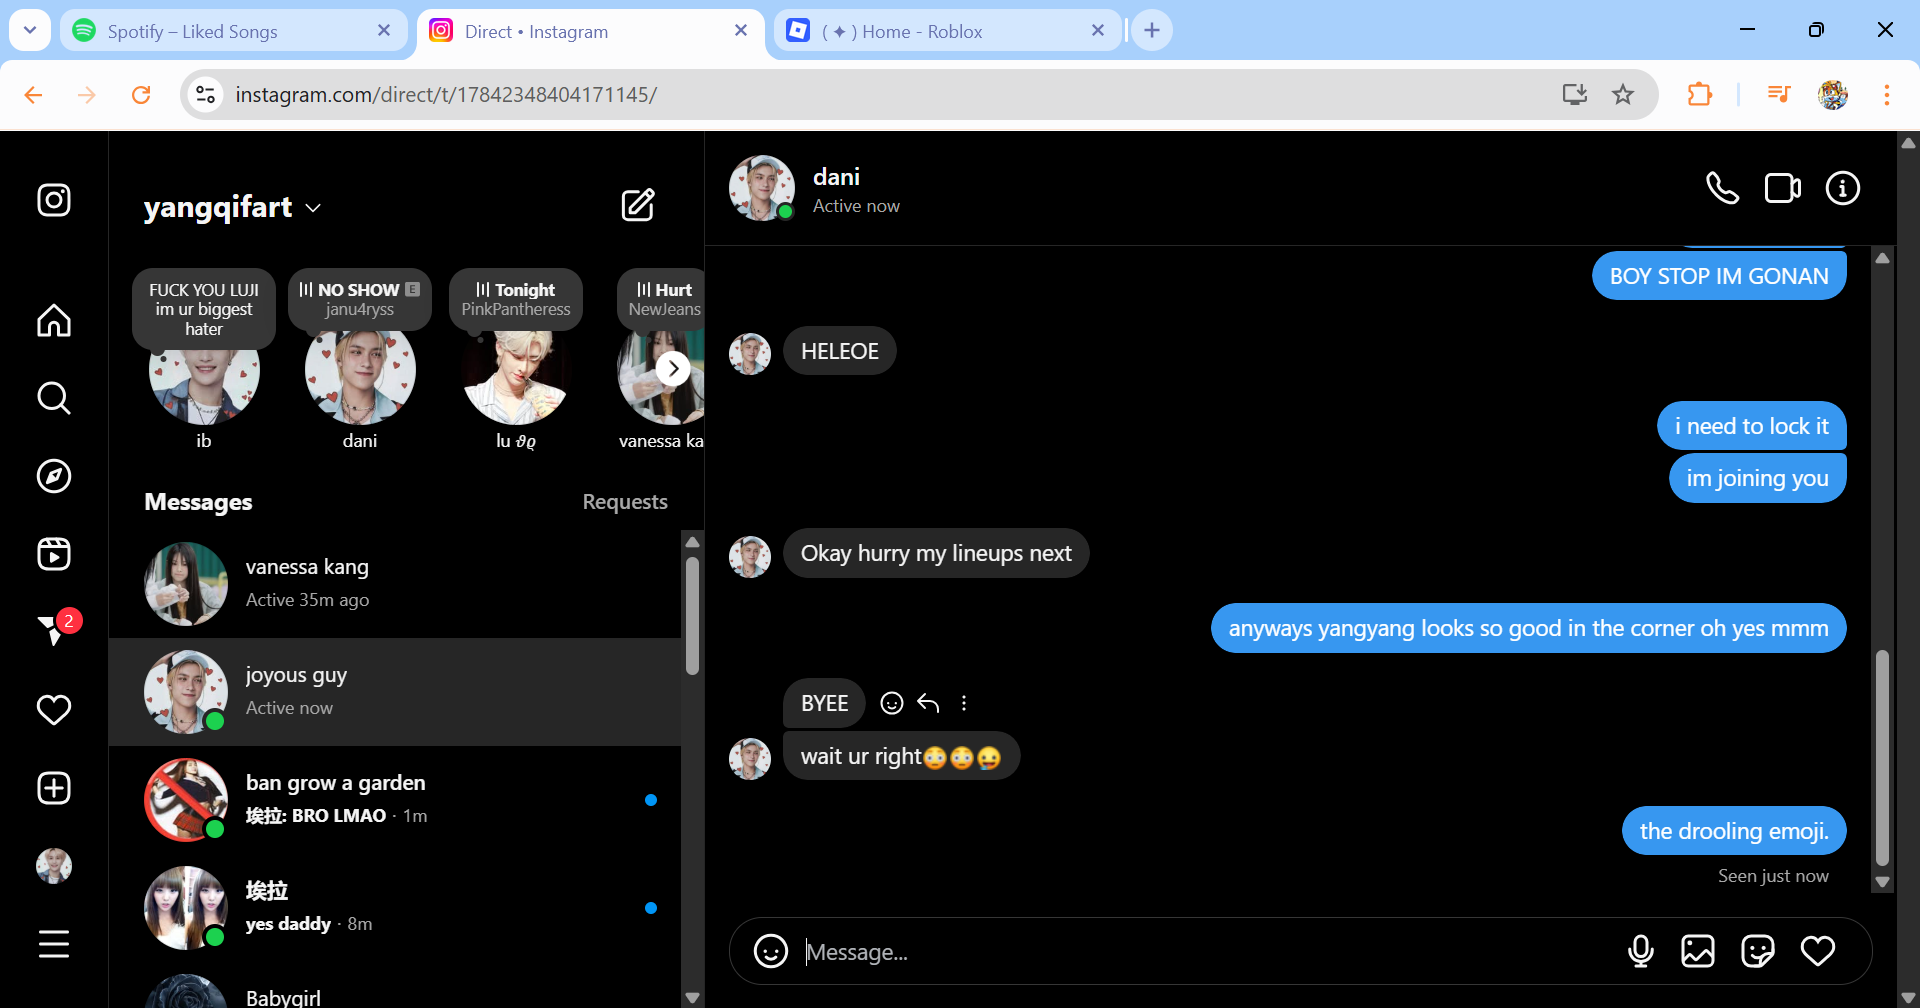 Spotify – Liked Songs
Direct • Instagram
( ✦ ) Home - Roblox
instagram.com/direct/t/17842348404171145/
yangqifart
FUCK YOU LUJI
im ur biggest
hater
ib
NO SHOW E
janu4ryss
dani
Tonight
PinkPantheress
lu 𝜗𝜚
Hurt
NewJeans
vanessa ka
Messages
Requests
vanessa kang
Active 35m ago
joyous guy
Active now
2
ban grow a garden
埃拉: BRO LMAO · 1m
埃拉
yes daddy · 8m
Babygirl
dani
Active now
BOY STOP IM GONAN
HELEOE
i need to lock it
im joining you
Okay hurry my lineups next
anyways yangyang looks so good in the corner oh yes mmm
BYEE
wait ur right😳😳🤪
the drooling emoji.
Seen just now
Message...